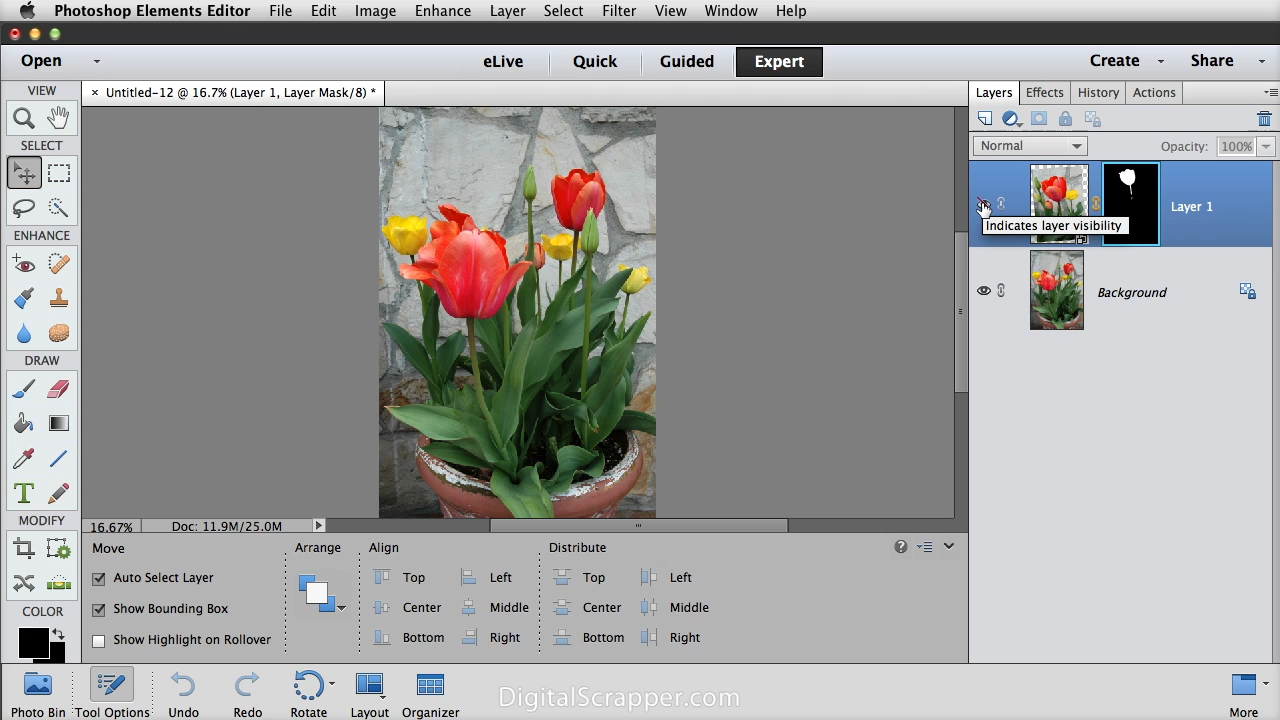 Photoshop Elements Editor File Edit Image Enhance Layer Select Filter View Window Help
Open eLive Quick Guided Expert Create Share
VIEW
× Untitled-12 @ 16.7% (Layer 1, Layer Mask/8) *
Layers Effects History Actions
SELECT
Normal Opacity: 100%
Layer 1
Indicates layer visibility
ENHANCE
Background
DRAW
T
MODIFY
16.67% Doc: 11.9M/25.0M
Move Arrange Align Distribute
Auto Select Layer Top Left Top Left
Show Bounding Box Center Middle Center Middle
COLOR
Show Highlight on Rollover Bottom Right Bottom Right
DigitalScrapper.com
Photo Bin Tool Options Undo Redo Rotate Layout Organizer More